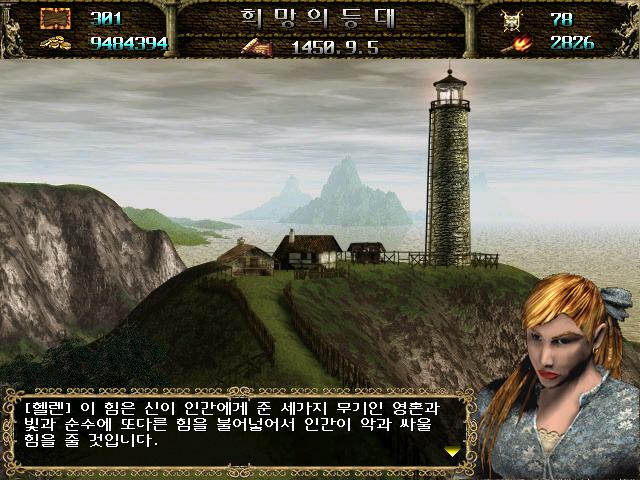 301
희망의등대
78
9484394
1450.9.5
2826
[헬렌] 이 힘은 신이 인간에게 준 세가지 무기인 영혼과
빛과 순수에 또다른 힘을 불어넣어서 인간이 악과 싸울
힘을 줄 것입니다.